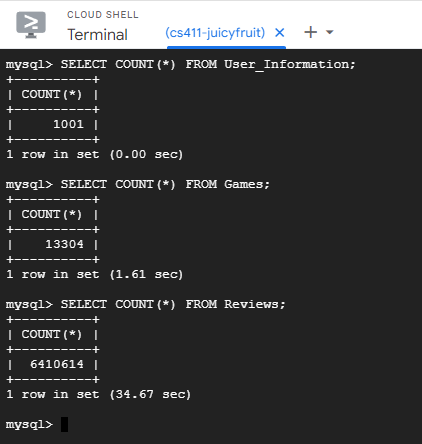 CLOUD SHELL
Terminal
(cs411-juicyfruit) × + ▾
mysql> SELECT COUNT(*) FROM User_Information;
+----------+
| COUNT(*) |
+----------+
|     1001 |
+----------+
1 row in set (0.00 sec)
mysql> SELECT COUNT(*) FROM Games;
+----------+
| COUNT(*) |
+----------+
|    13304 |
+----------+
1 row in set (1.61 sec)
mysql> SELECT COUNT(*) FROM Reviews;
+----------+
| COUNT(*) |
+----------+
|  6410614 |
+----------+
1 row in set (34.67 sec)
mysql>